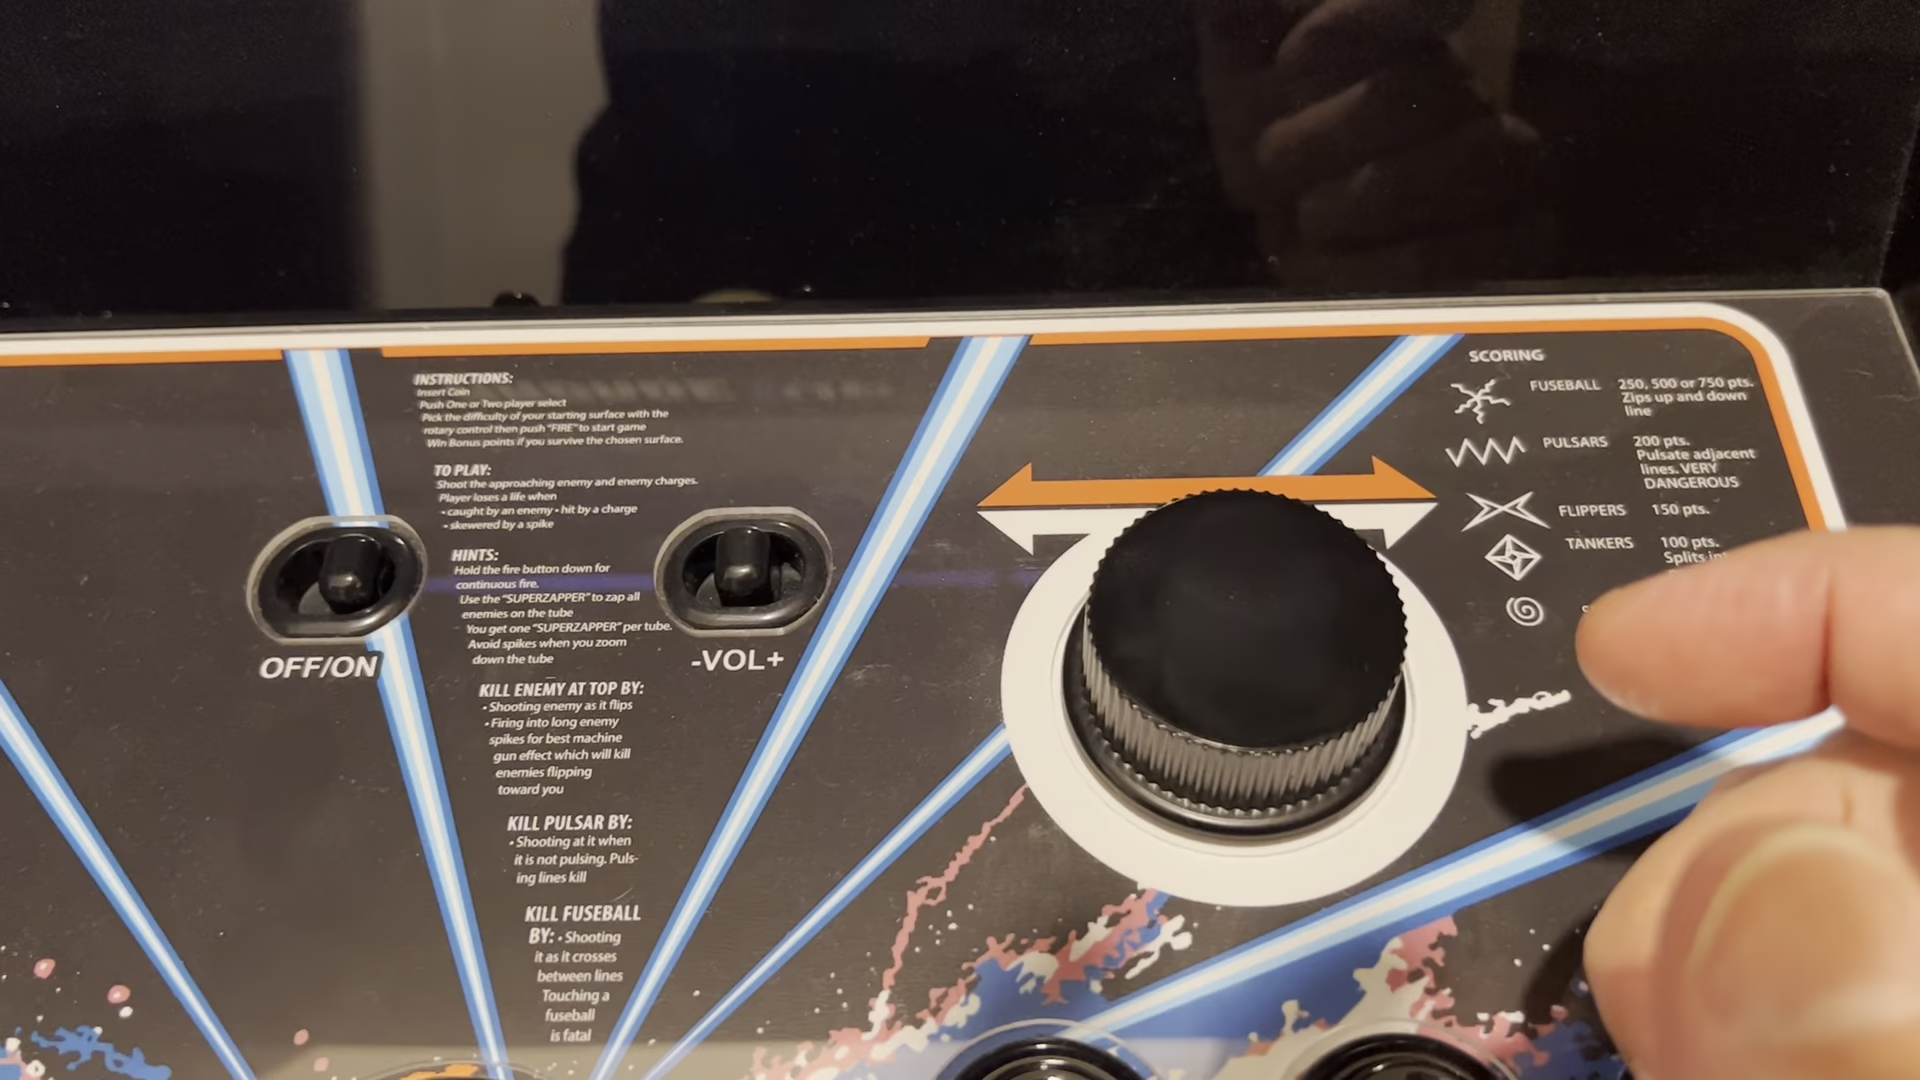 INSTRUCTIONS:
Insert Coin
Push One or Two player select
Pick the difficulty of your starting surface with the
rotary control then push "FIRE" to start game
Win Bonus points if you survive the chosen surface.
TO PLAY:
Shoot the approaching enemy and enemy charges.
Player loses a life when
• caught by an enemy • hit by a charge
• skewered by a spike
HINTS:
Hold the fire button down for
continuous fire.
Use the "SUPERZAPPER" to zap all
enemies on the tube
You get one "SUPERZAPPER" per tube.
Avoid spikes when you zoom
down the tube
KILL ENEMY AT TOP BY:
• Shooting enemy as it flips
• Firing into long enemy
spikes for best machine
gun effect which will kill
enemies flipping
toward you
KILL PULSAR BY:
• Shooting at it when
it is not pulsing. Puls-
ing lines kill
KILL FUSEBALL
BY: • Shooting
it as it crosses
between lines
Touching a
fuseball
is fatal
OFF/ON
-VOL+
SCORING
FUSEBALL 250, 500 or 750 pts.
Zips up and down
line
PULSARS 200 pts.
Pulsate adjacent
lines. VERY
DANGEROUS
FLIPPERS 150 pts.
TANKERS 100 pts.
Splits